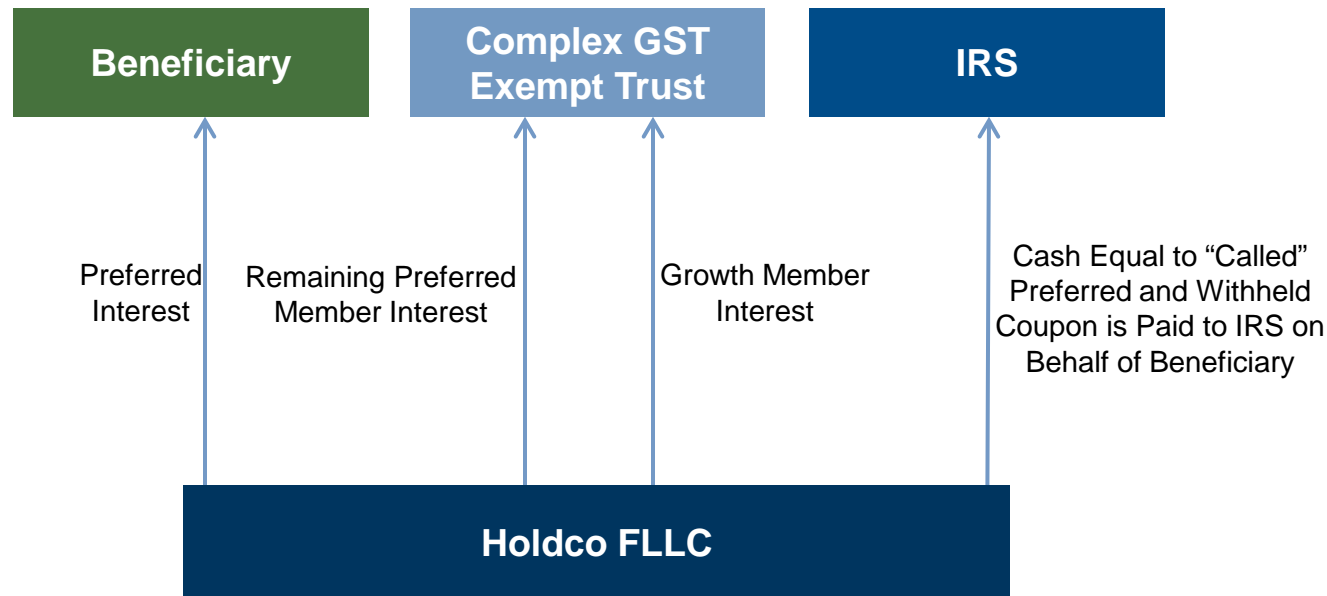 Beneficiary
Complex GST
Exempt Trust
IRS
Preferred
Interest
Remaining Preferred
Member Interest
Growth Member
Interest
Cash Equal to “Called”
Preferred and Withheld
Coupon is Paid to IRS on
Behalf of Beneficiary
Holdco FLLC